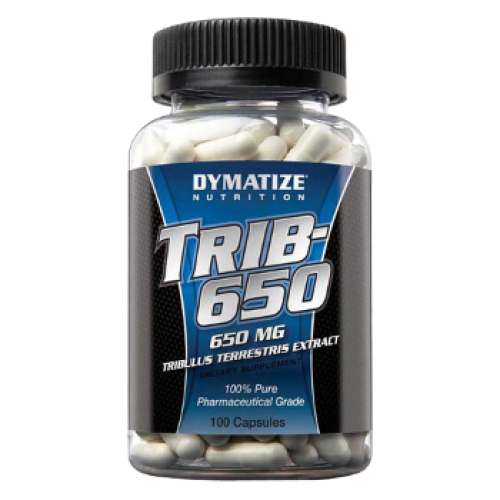 DYMATIZE
NUTRITION
TRIB-
650
650 MG
TRIBULUS TERRESTRIS EXTRACT
DIETARY SUPPLEMENT
100% Pure
Pharmaceutical Grade
100 Capsules